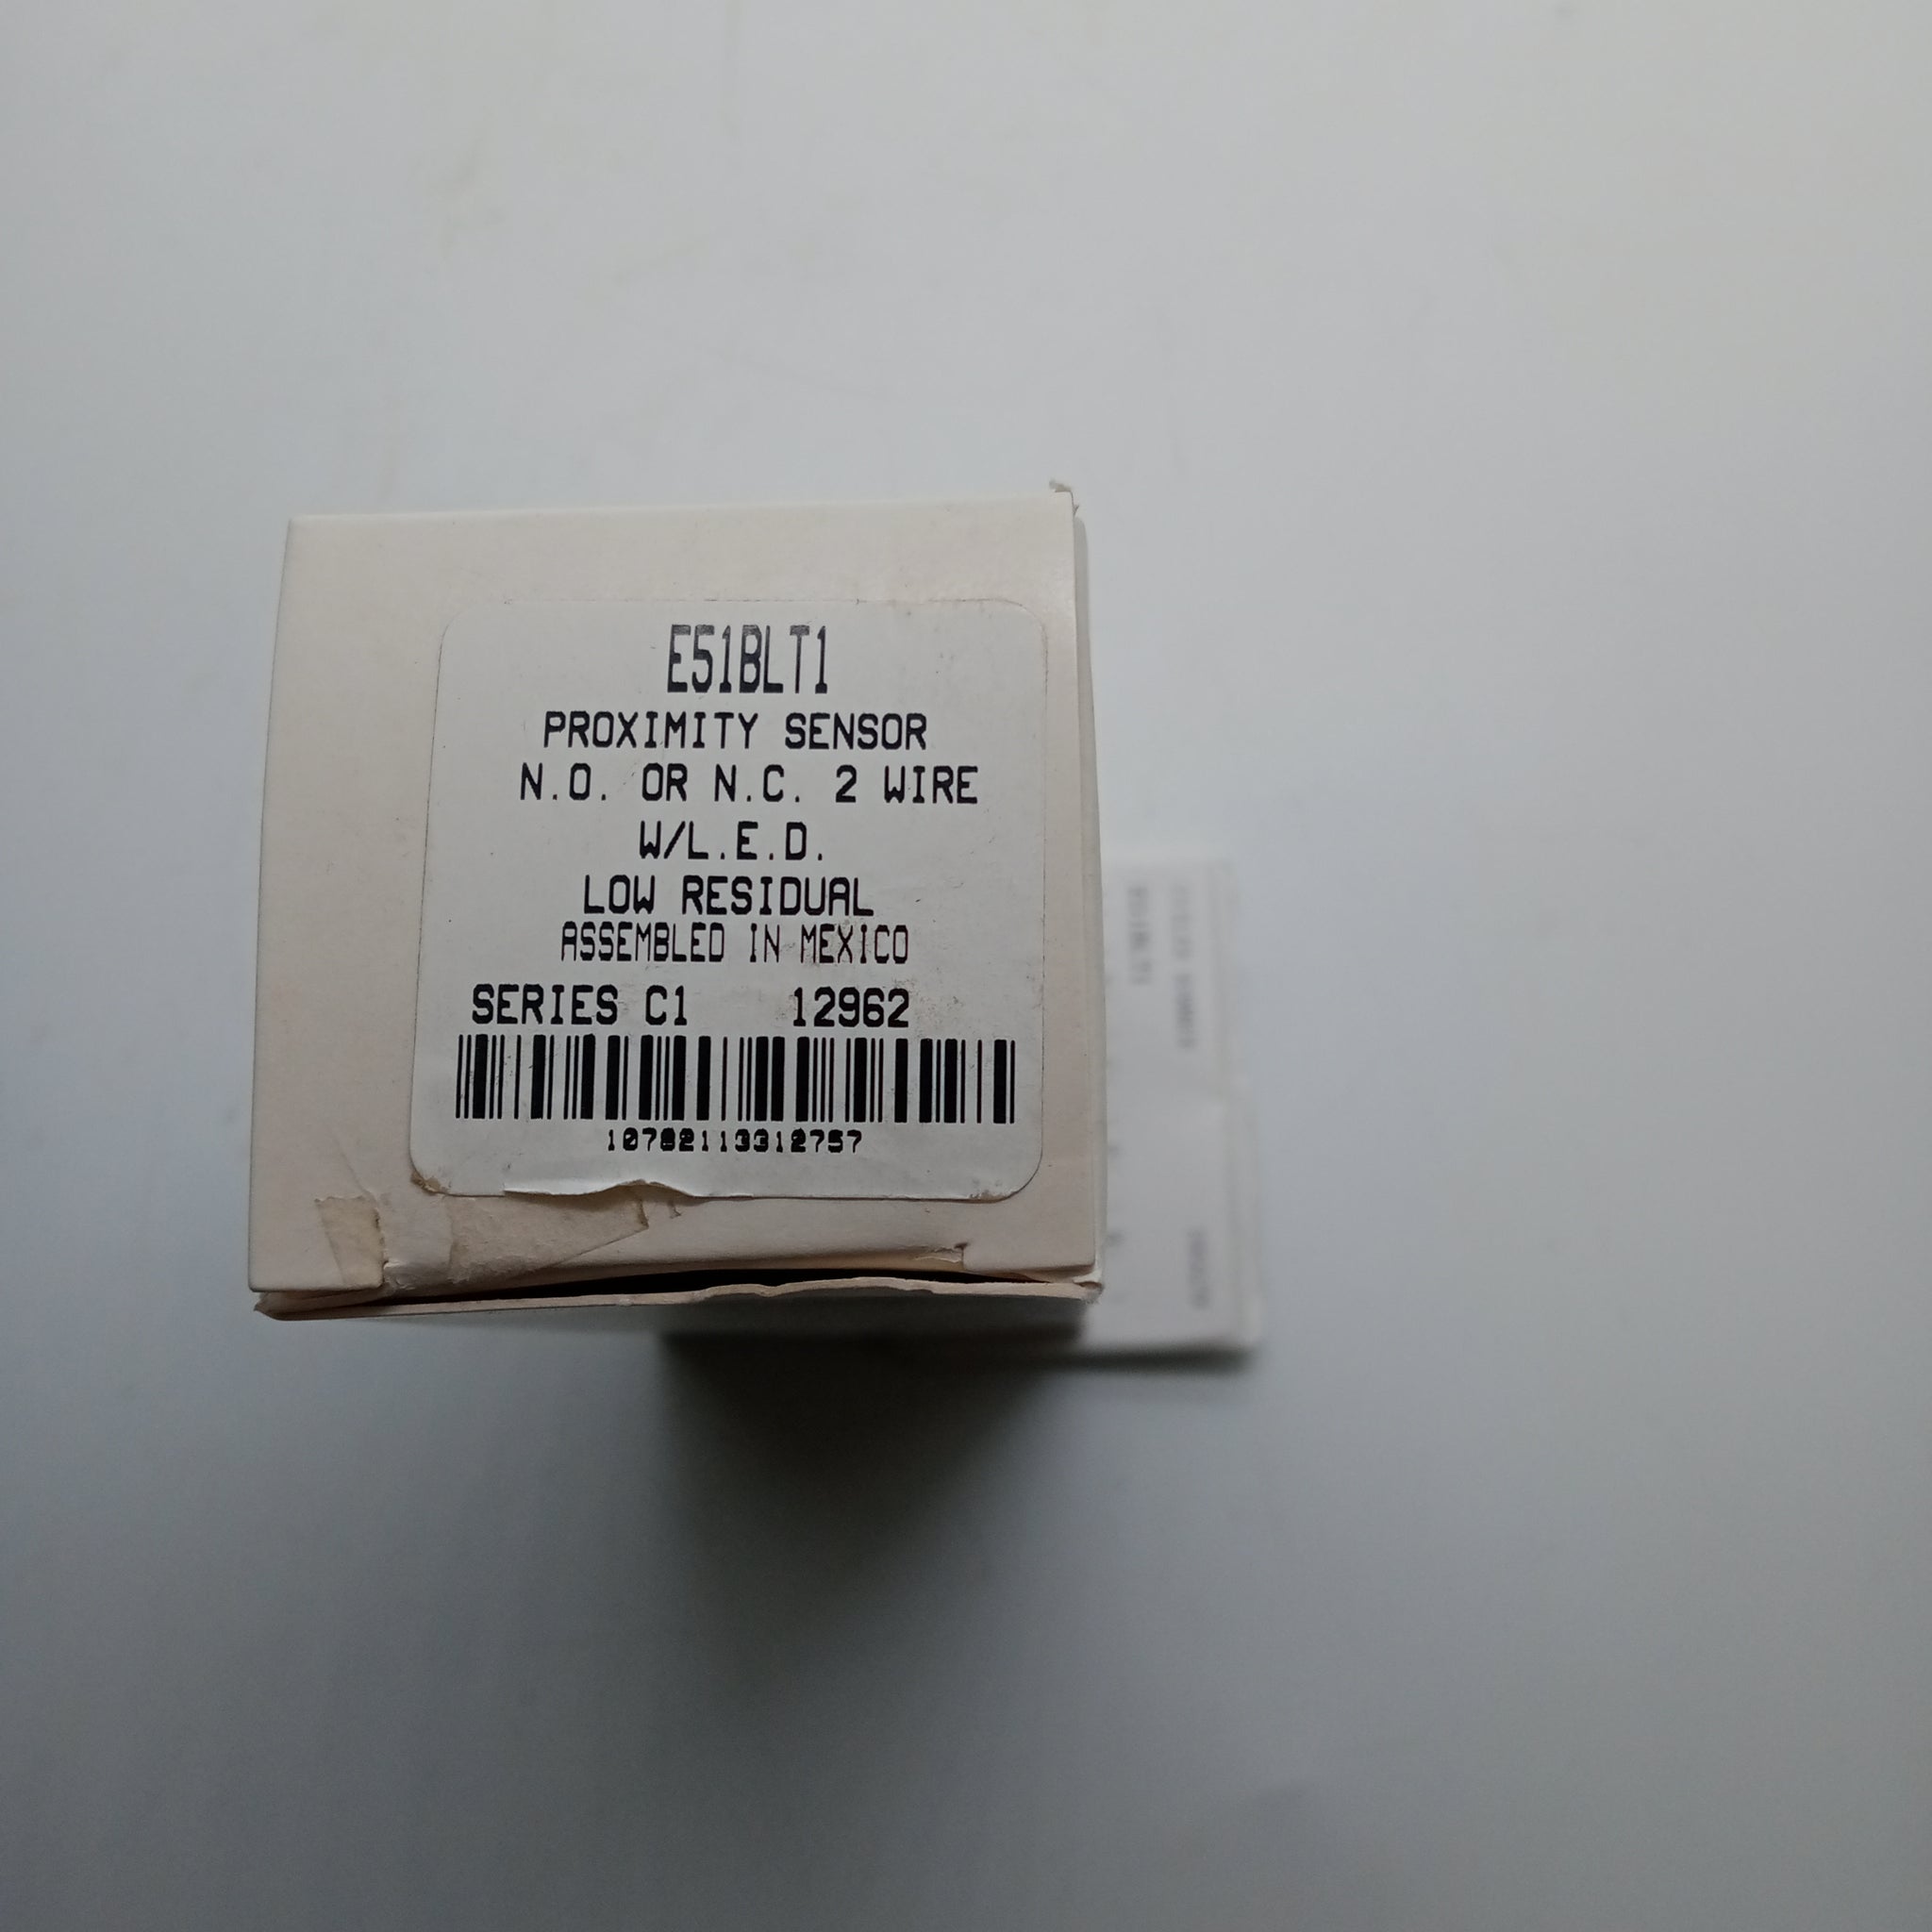 E51BLT1
PROXIMITY SENSOR
N.O. OR N.C. 2 WIRE
W/L.E.D.
LOW RESIDUAL
ASSEMBLED IN MEXICO
SERIES C1 12962
10782113312757